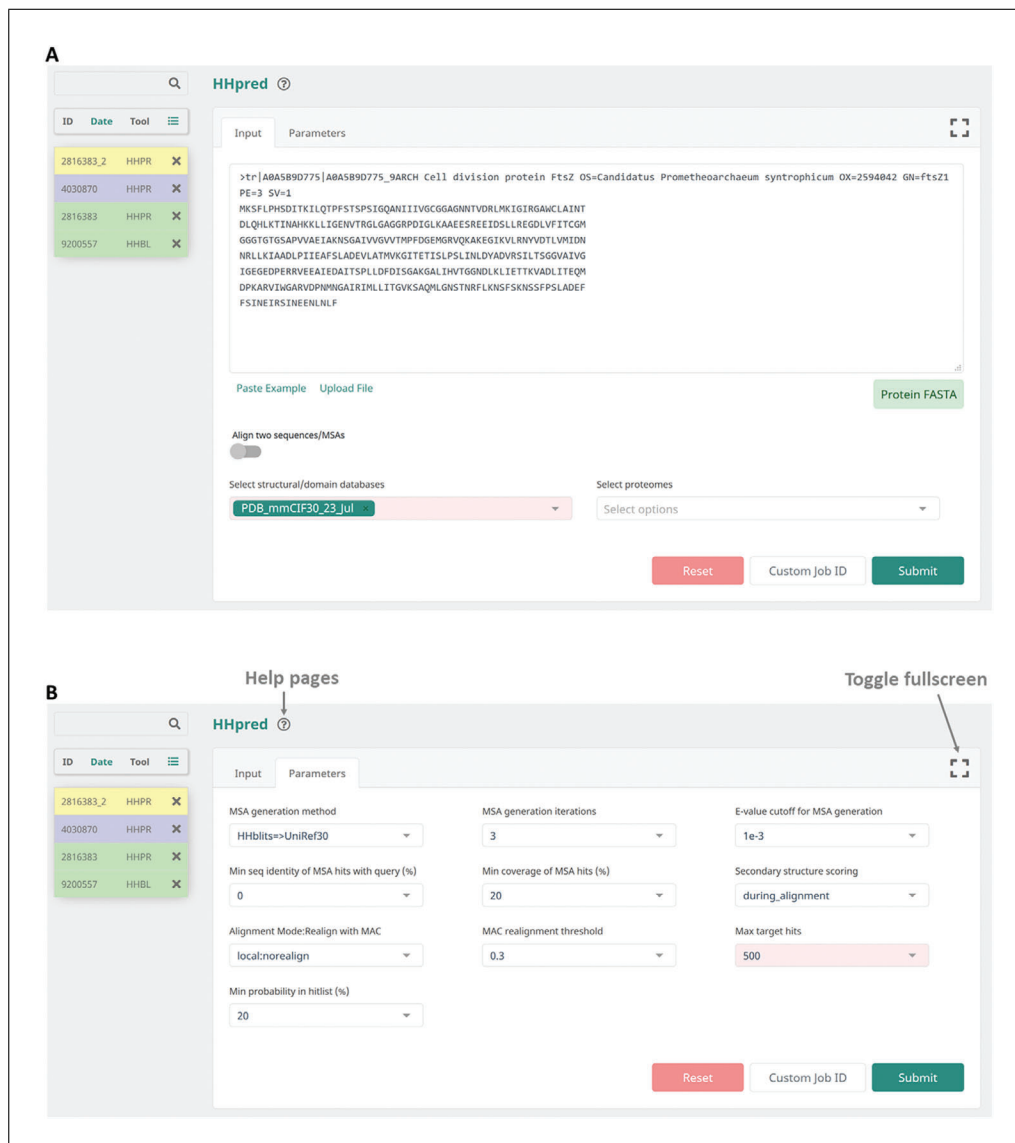 A
HHpred ?
ID Date Tool
Input Parameters
2816383_2 HHPR
4030870 HHPR
2816383 HHPR
9200557 HHBL
>tr|A0A5B9D775|A0A5B9D775_9ARCH Cell division protein FtsZ OS=Candidatus Prometheoarchaeum syntrophicum OX=2594042 GN=ftsZ1
PE=3 SV=1
MKSFLPHSDITKILQTPFSTSPSIGQANIIIVGCGGAGNNTVDRLMKIGIRGAWCLAINT
DLQHLKTINAHKKLLIGENVTRGLGAGGRPDIGLKAAEESREEIDSLLREGDLVFITCGM
GGGTGTGSAPVVAEIAKNSGAIVVGVVTMPFDGEMGRVQKAKEGIKVLRNYVDTLVMIDN
NRLLKIAADLPIIEAFSLADEVLATMVKGITETISLPSLINLDYADVRSILTSGGVAIVG
IGEGEDPERRVEEAIEDAITSPLLDFDISGAKGALIHVTGGNDLKLIETTKVADLITEQM
DPKARVIWGARVDPNMNGAIRIMLLITGVKSAQMLGNSTNRFLKNSFSKNSSFPSLADEF
FSINEIRSINEENLNLF
Paste Example Upload File
Protein FASTA
Align two sequences/MSAs
Select structural/domain databases Select proteomes
PDB_mmCIF30_23_Jul × Select options
Reset Custom Job ID Submit
Help pages Toggle fullscreen
B
HHpred ?
ID Date Tool
Input Parameters
2816383_2 HHPR
4030870 HHPR
2816383 HHPR
9200557 HHBL
MSA generation method MSA generation iterations E-value cutoff for MSA generation
HHblits=>UniRef30 3 1e-3
Min seq identity of MSA hits with query (%) Min coverage of MSA hits (%) Secondary structure scoring
0 20 during_alignment
Alignment Mode:Realign with MAC MAC realignment threshold Max target hits
local:norealign 0.3 500
Min probability in hitlist (%)
20
Reset Custom Job ID Submit